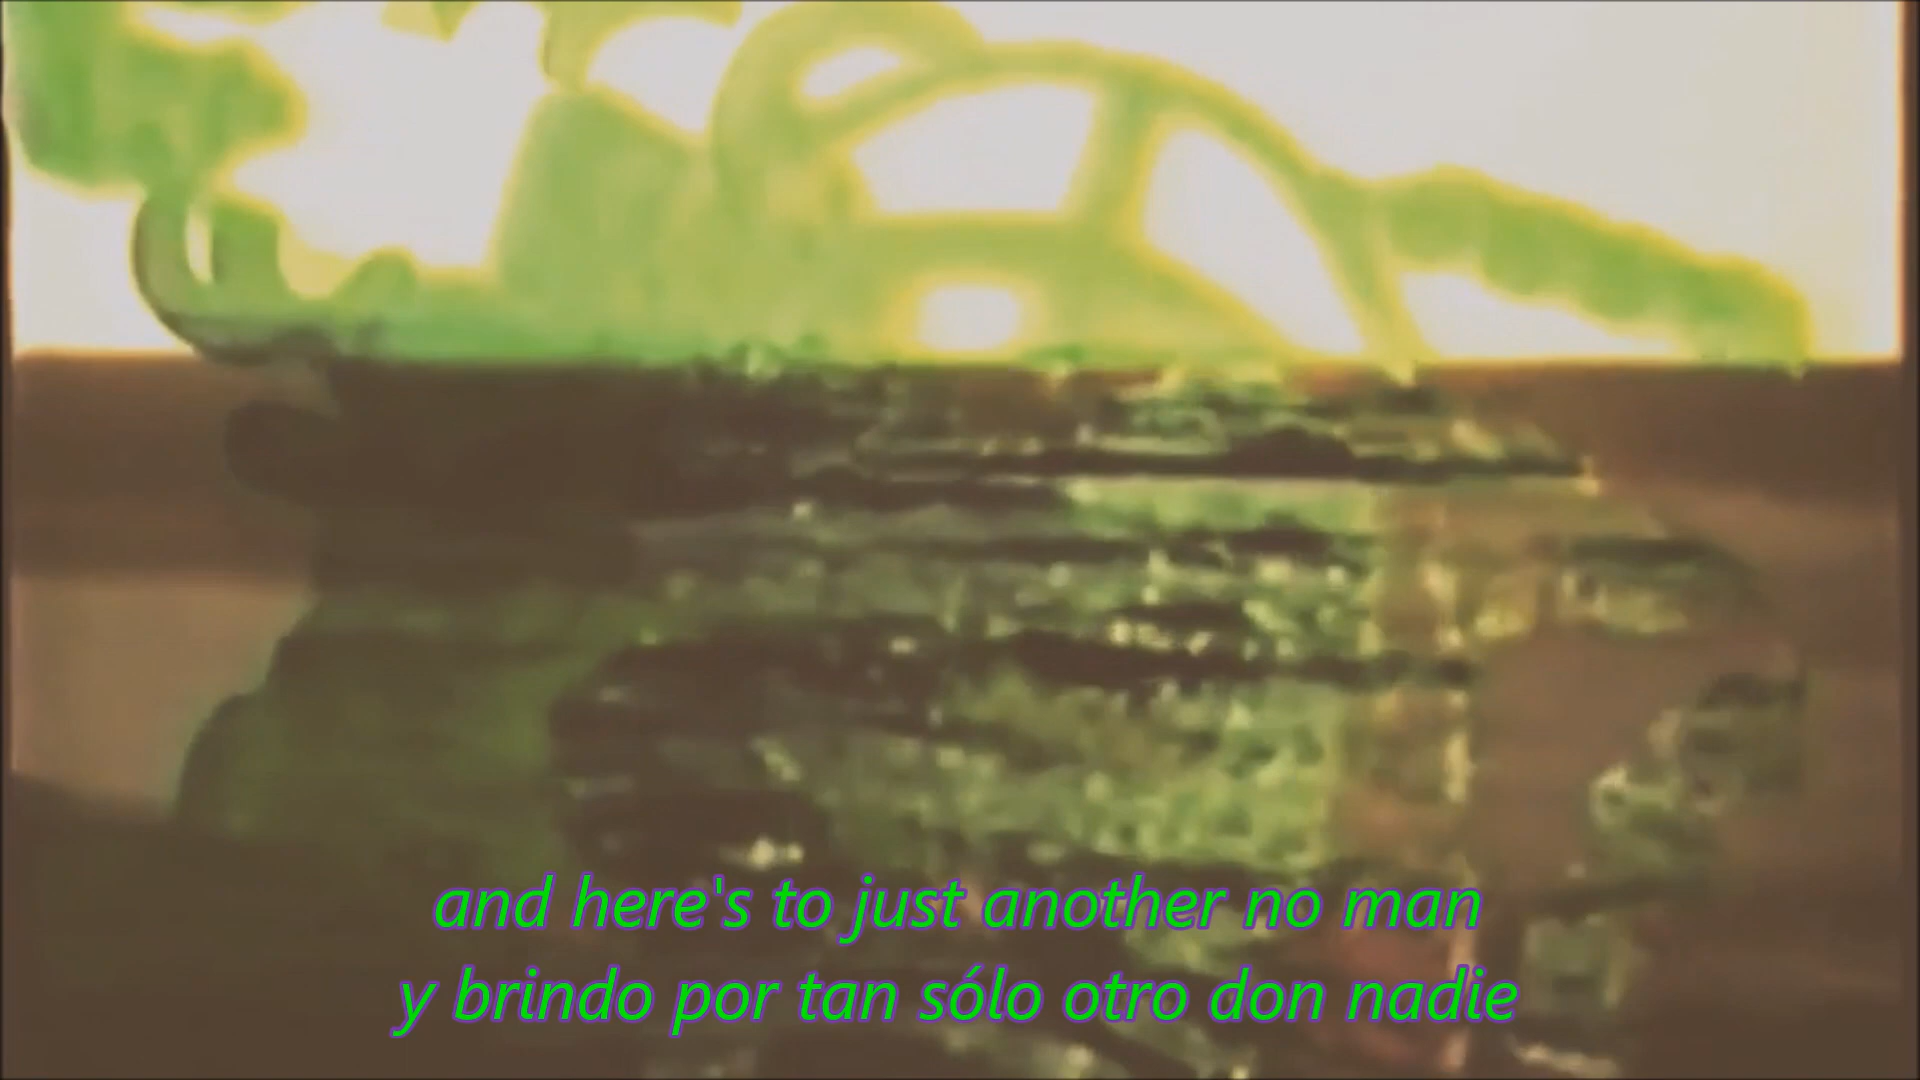 and here's to just another no man
y brindo por tan sólo otro don nadie